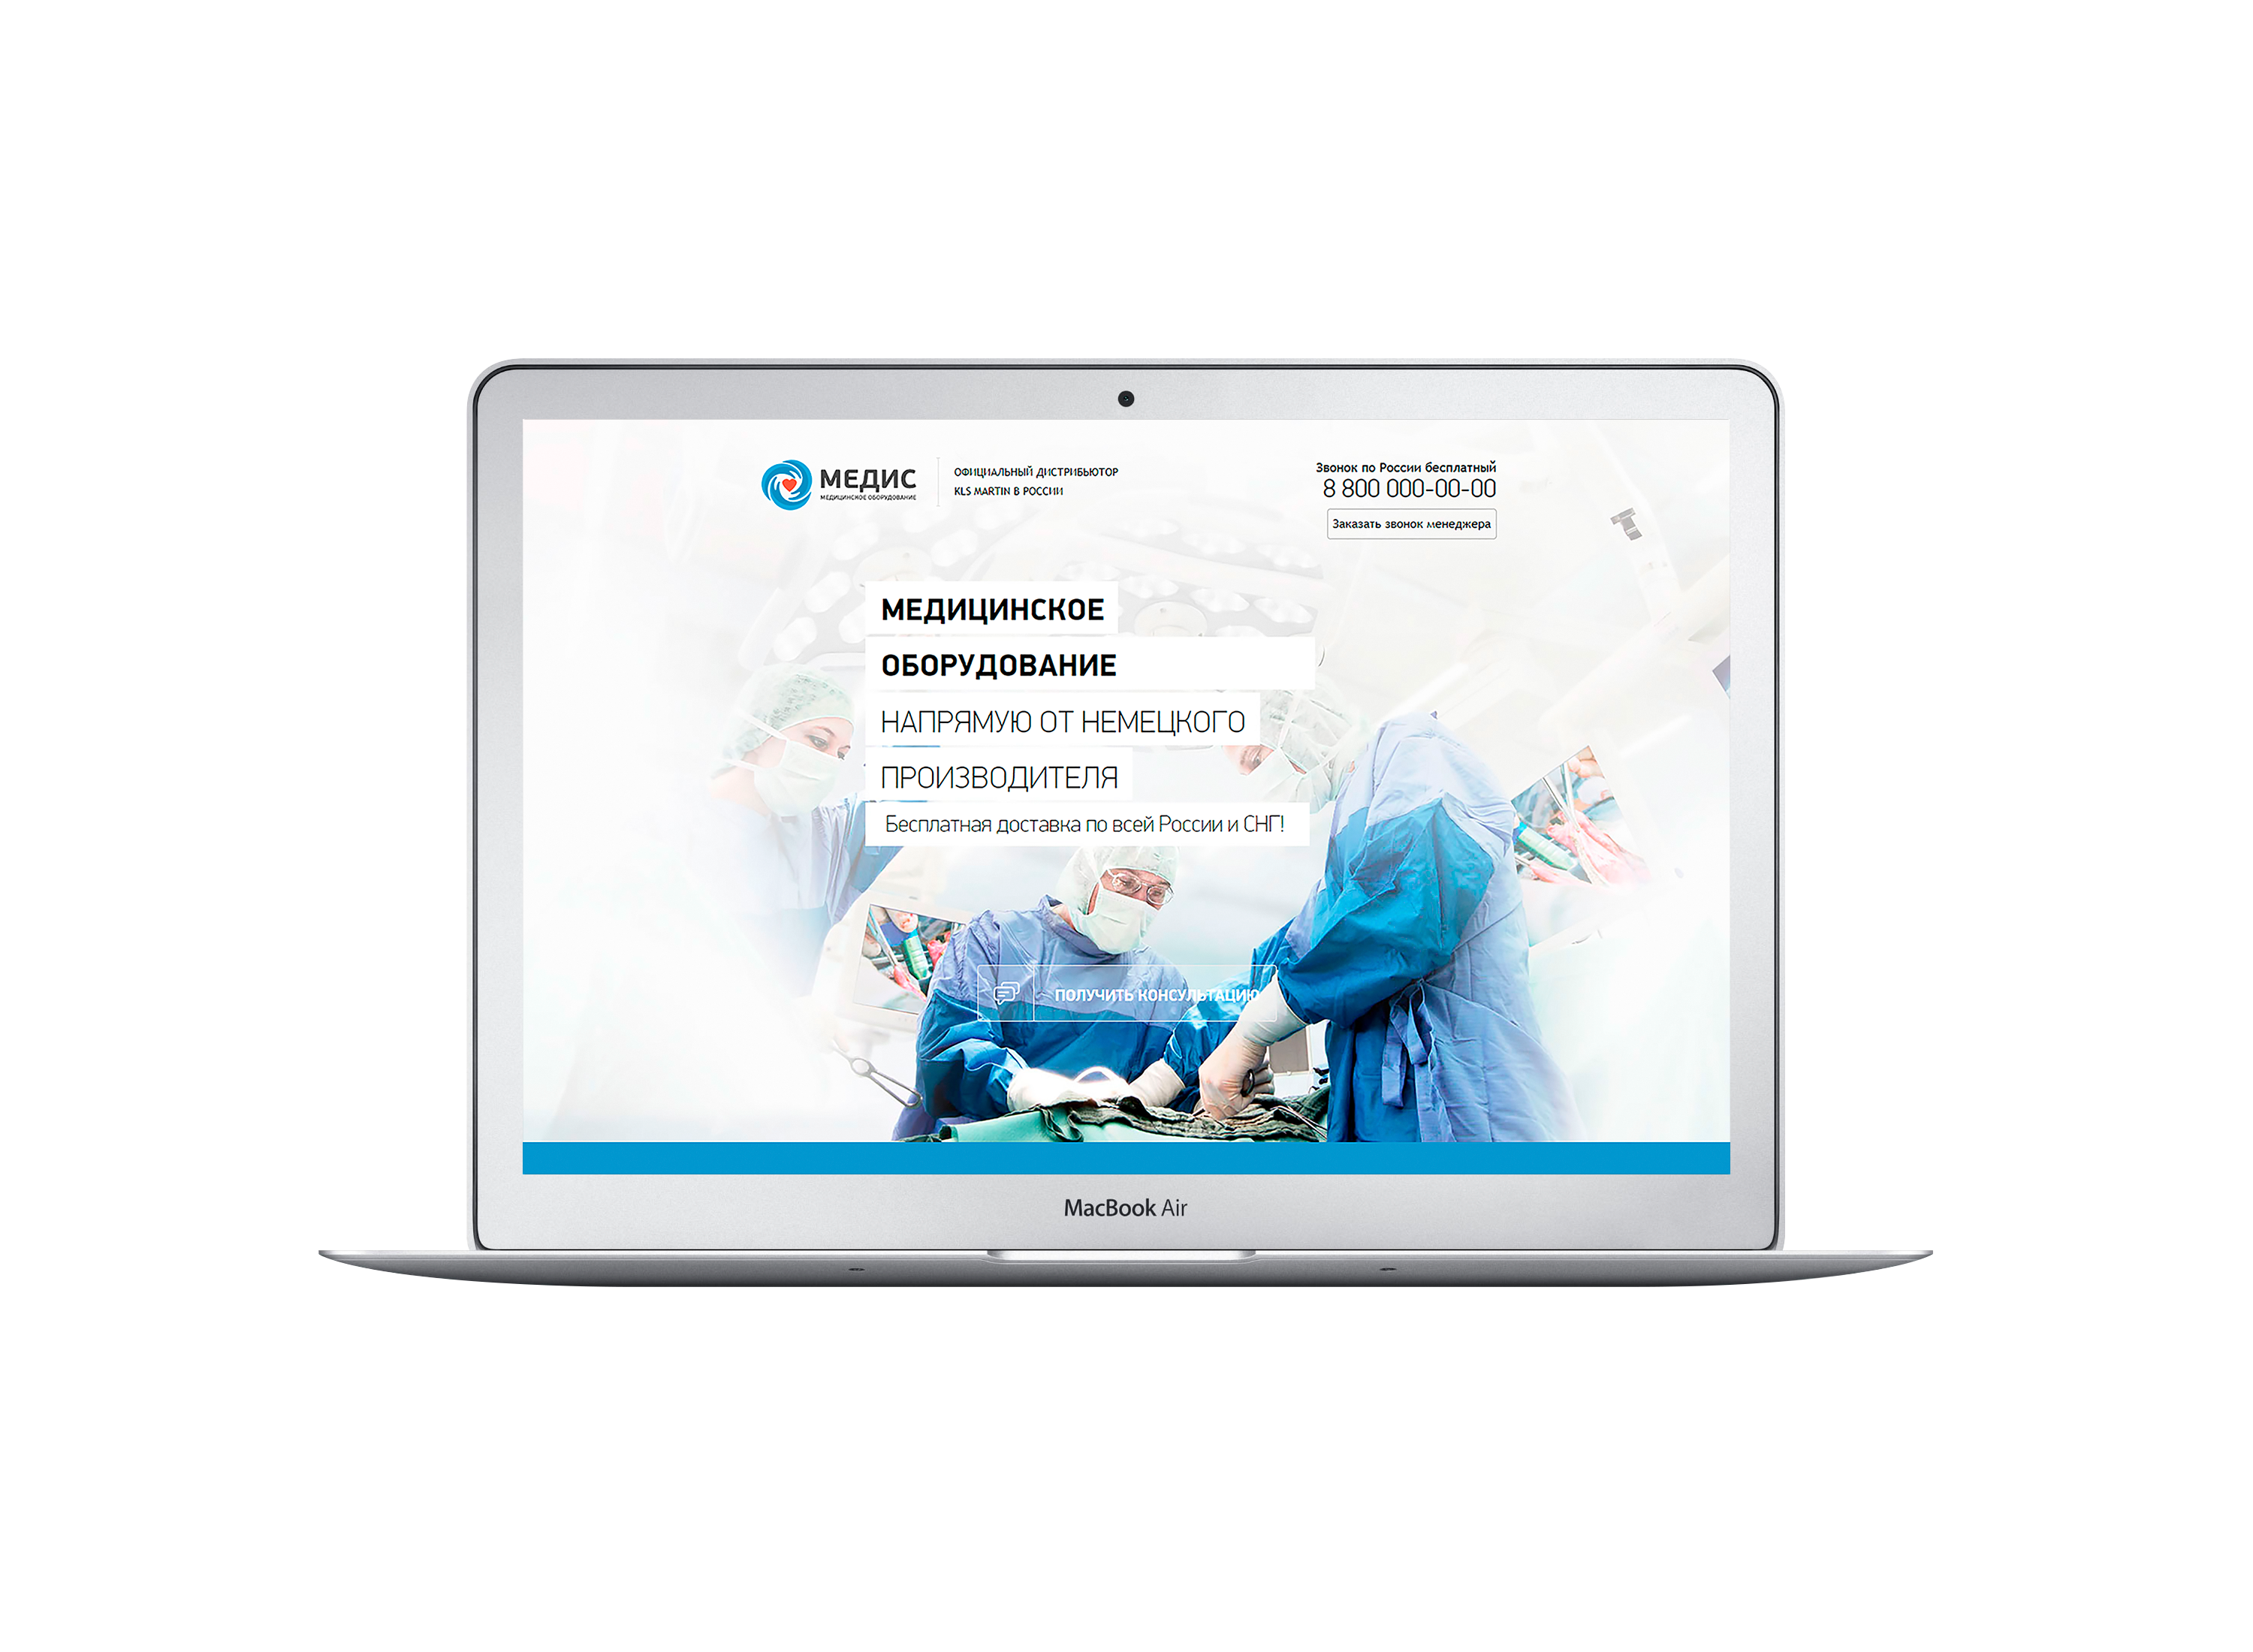 МЕДИС
МЕДИЦИНСКОЕ ОБОРУДОВАНИЕ
ОФИЦИАЛЬНЫЙ ДИСТРИБЬЮТОР
KLS MARTIN В РОССИИ
Звонок по России бесплатный
8 800 000-00-00
Заказать звонок менеджера
МЕДИЦИНСКОЕ
ОБОРУДОВАНИЕ
НАПРЯМУЮ ОТ НЕМЕЦКОГО
ПРОИЗВОДИТЕЛЯ
Бесплатная доставка по всей России и СНГ!
ПОЛУЧИТЬ КОНСУЛЬТАЦИЮ
MacBook Air